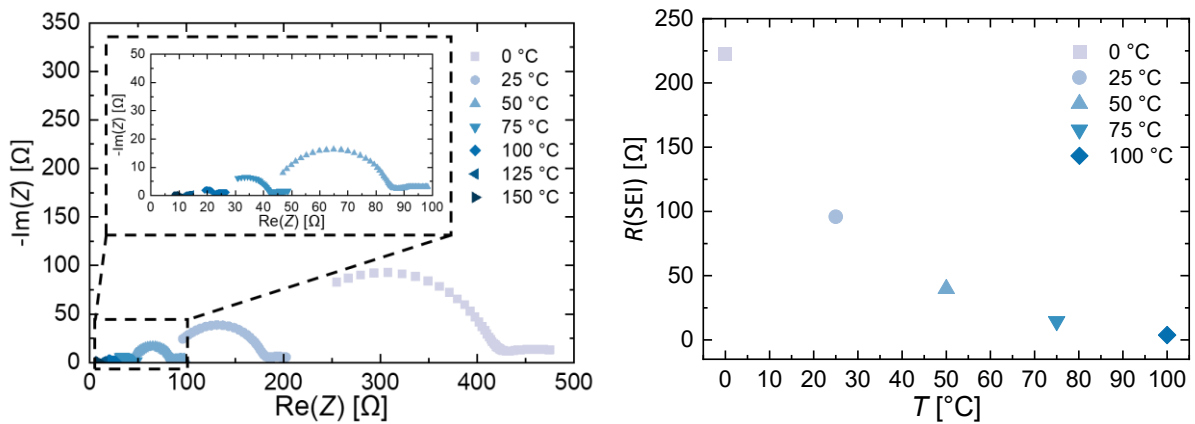 350
300
250
200
150
100
50
0
-Im(Z) [Ω]
0 100 200 300 400 500
Re(Z) [Ω]
50
40
30
20
10
0
-Im(Z) [Ω]
0 10 20 30 40 50 60 70 80 90 100
Re(Z) [Ω]
0 °C
25 °C
50 °C
75 °C
100 °C
125 °C
150 °C
250
200
150
100
50
0
R(SEI) [Ω]
0 10 20 30 40 50 60 70 80 90 100
T [°C]
0 °C
25 °C
50 °C
75 °C
100 °C